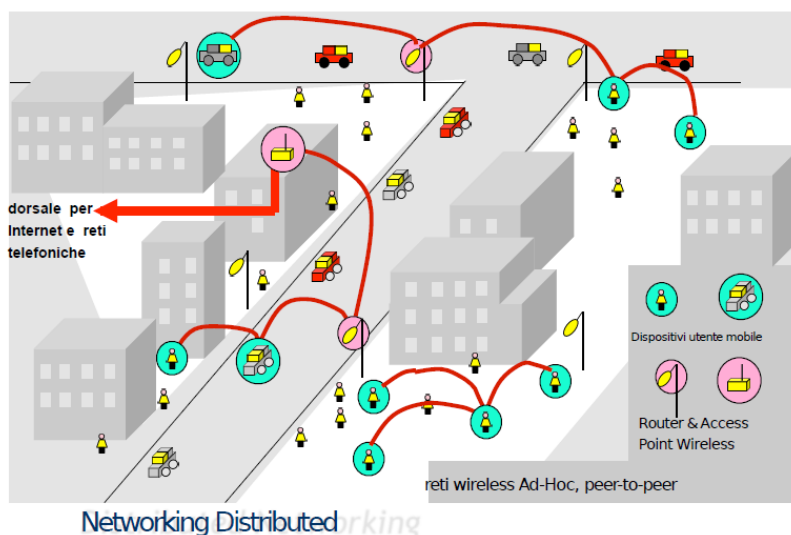 dorsale per
Internet e reti
telefoniche
Dispositivi utente mobile
Router & Access
Point Wireless
reti wireless Ad-Hoc, peer-to-peer
Networking Distributed